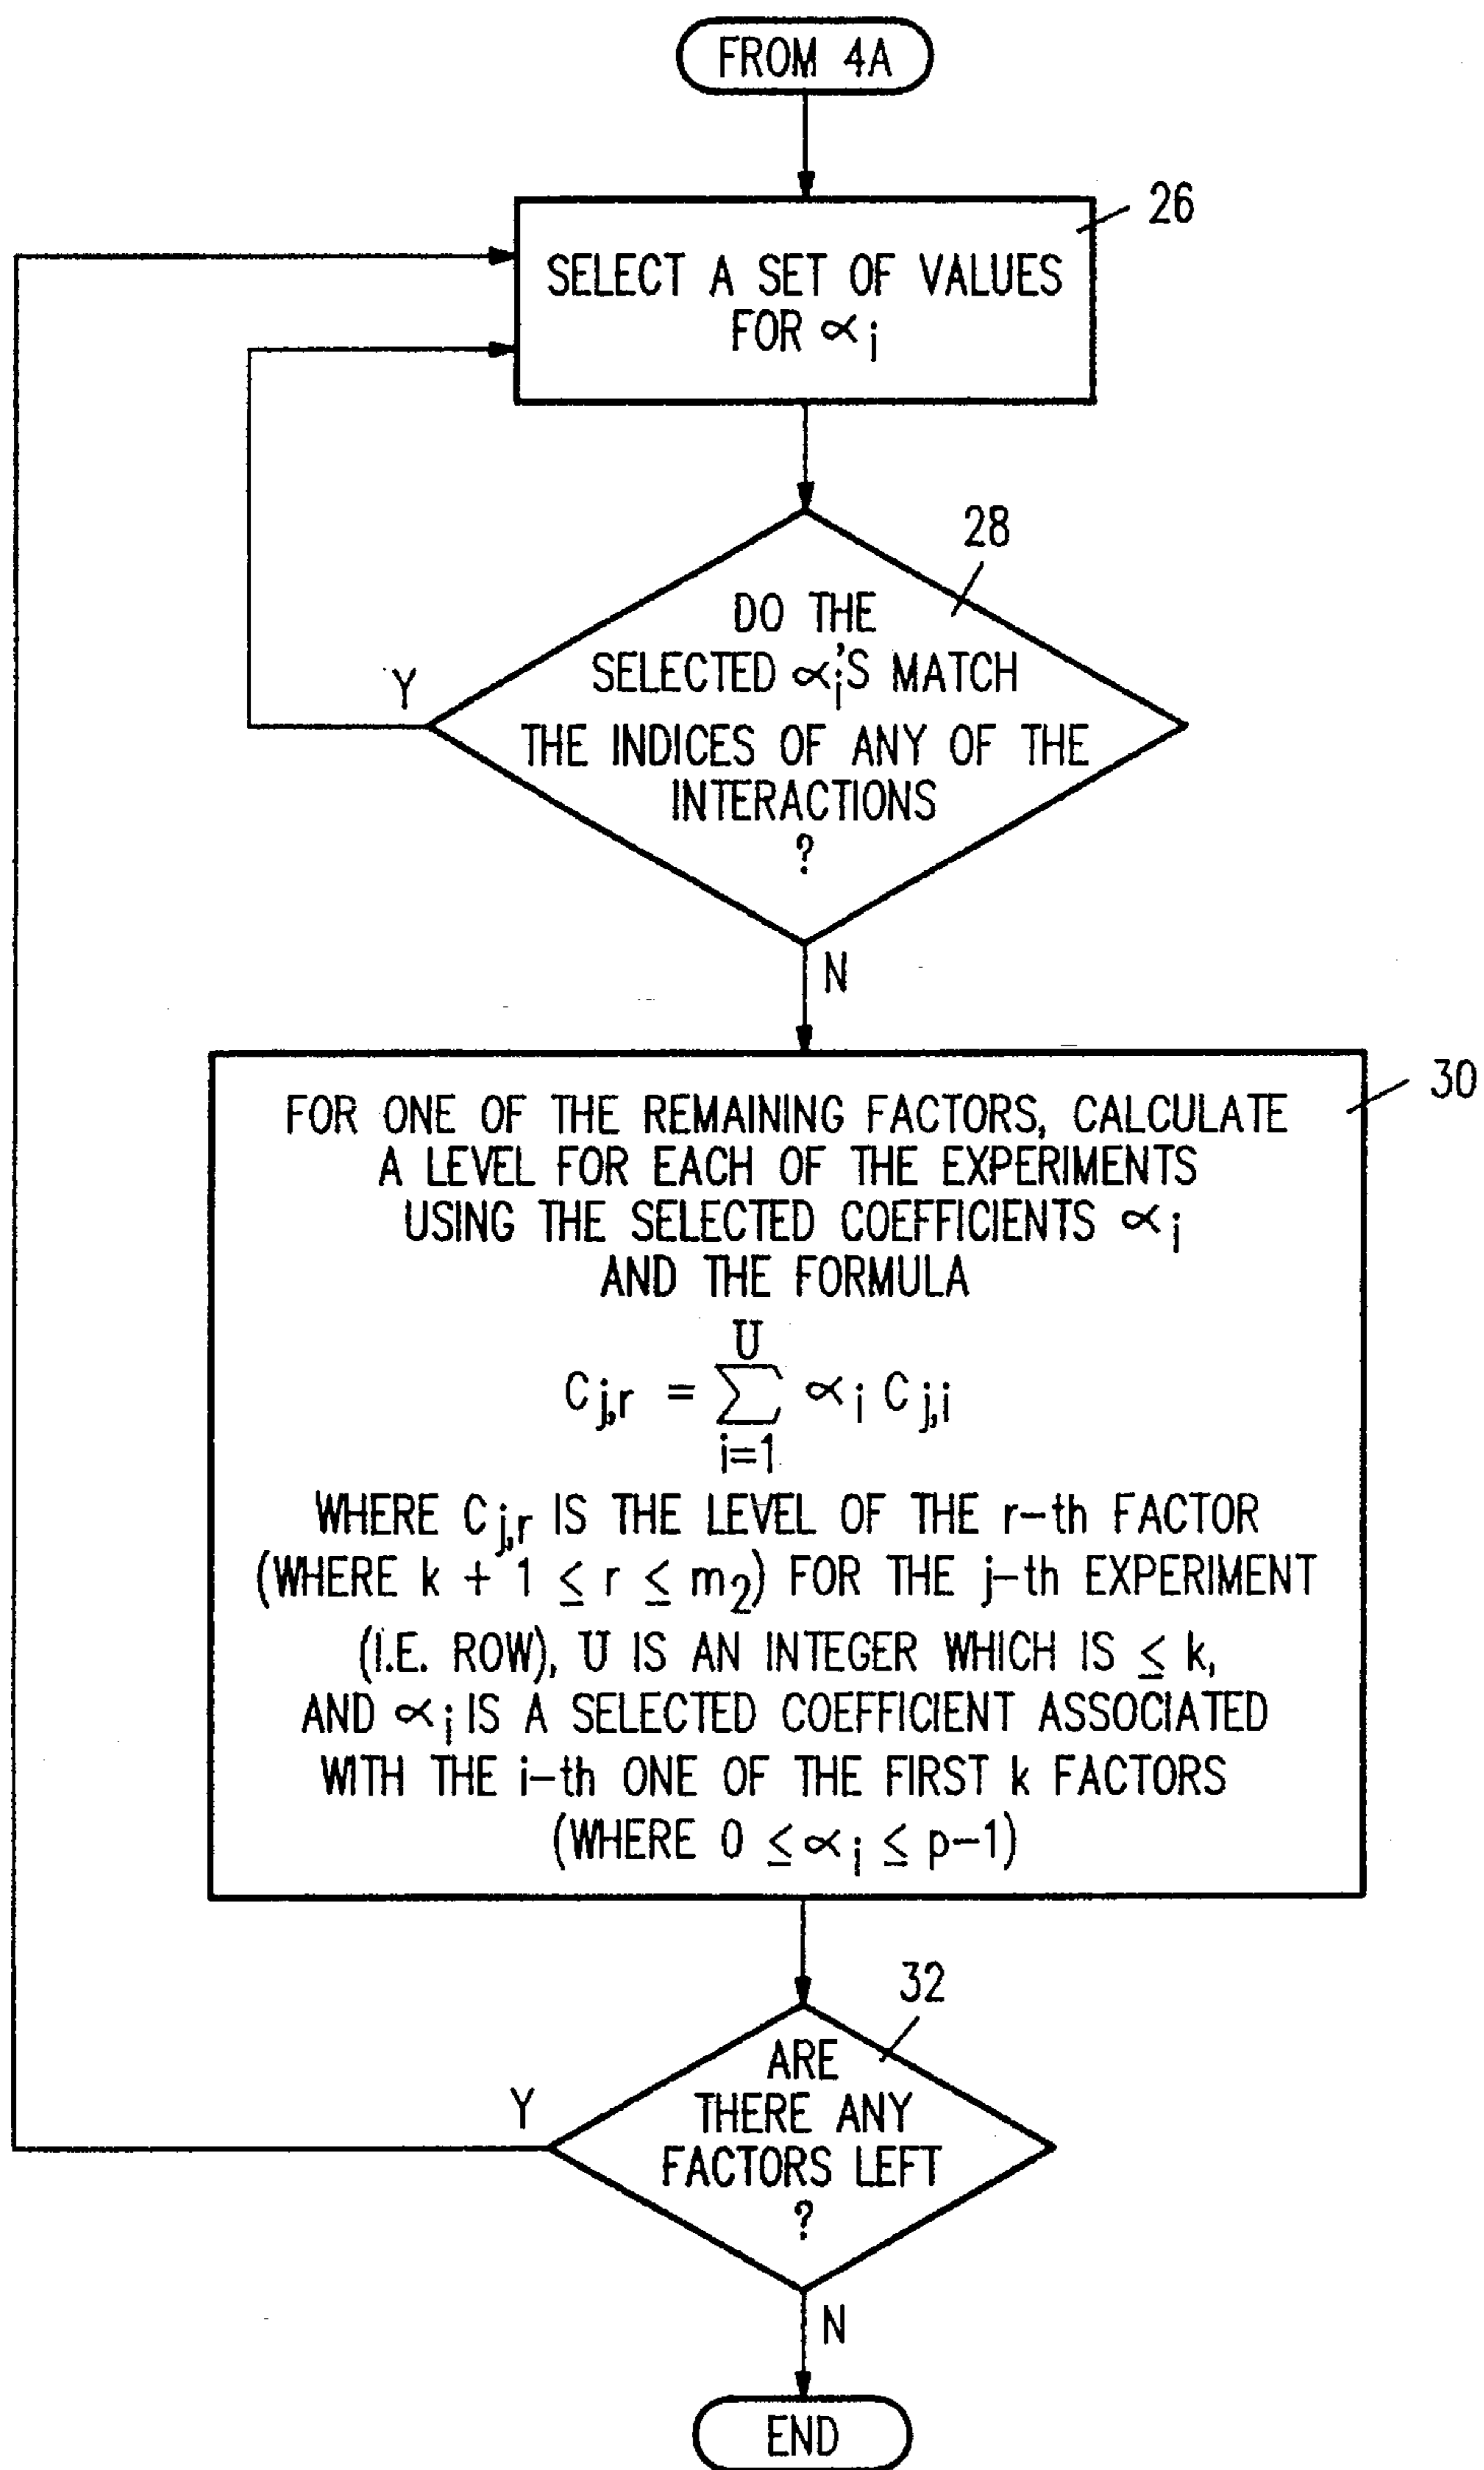 FROM 4A
26
SELECT A SET OF VALUES
FOR ∝i
28
DO THE
SELECTED ∝i'S MATCH
THE INDICES OF ANY OF THE
INTERACTIONS
?
Y
N
30
FOR ONE OF THE REMAINING FACTORS, CALCULATE
A LEVEL FOR EACH OF THE EXPERIMENTS
USING THE SELECTED COEFFICIENTS ∝i
AND THE FORMULA
U
Cj,r = ∑ ∝i Cj,i
i=1
WHERE Cj,r IS THE LEVEL OF THE r-th FACTOR
(WHERE k + 1 ≤ r ≤ m2) FOR THE j-th EXPERIMENT
(I.E. ROW), U IS AN INTEGER WHICH IS ≤ k,
AND ∝i IS A SELECTED COEFFICIENT ASSOCIATED
WITH THE i-th ONE OF THE FIRST k FACTORS
(WHERE 0 ≤ ∝i ≤ p-1)
32
ARE
THERE ANY
FACTORS LEFT
?
Y
N
END